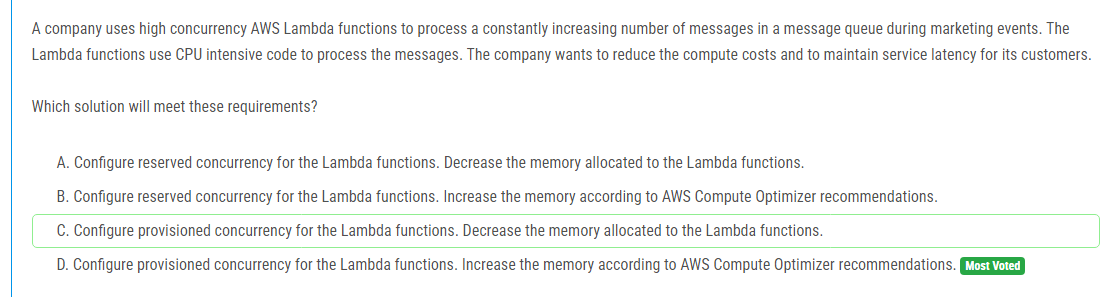 A company uses high concurrency AWS Lambda functions to process a constantly increasing number of messages in a message queue during marketing events. The
Lambda functions use CPU intensive code to process the messages. The company wants to reduce the compute costs and to maintain service latency for its customers.
Which solution will meet these requirements?
A. Configure reserved concurrency for the Lambda functions. Decrease the memory allocated to the Lambda functions.
B. Configure reserved concurrency for the Lambda functions. Increase the memory according to AWS Compute Optimizer recommendations.
C. Configure provisioned concurrency for the Lambda functions. Decrease the memory allocated to the Lambda functions.
D. Configure provisioned concurrency for the Lambda functions. Increase the memory according to AWS Compute Optimizer recommendations. Most Voted